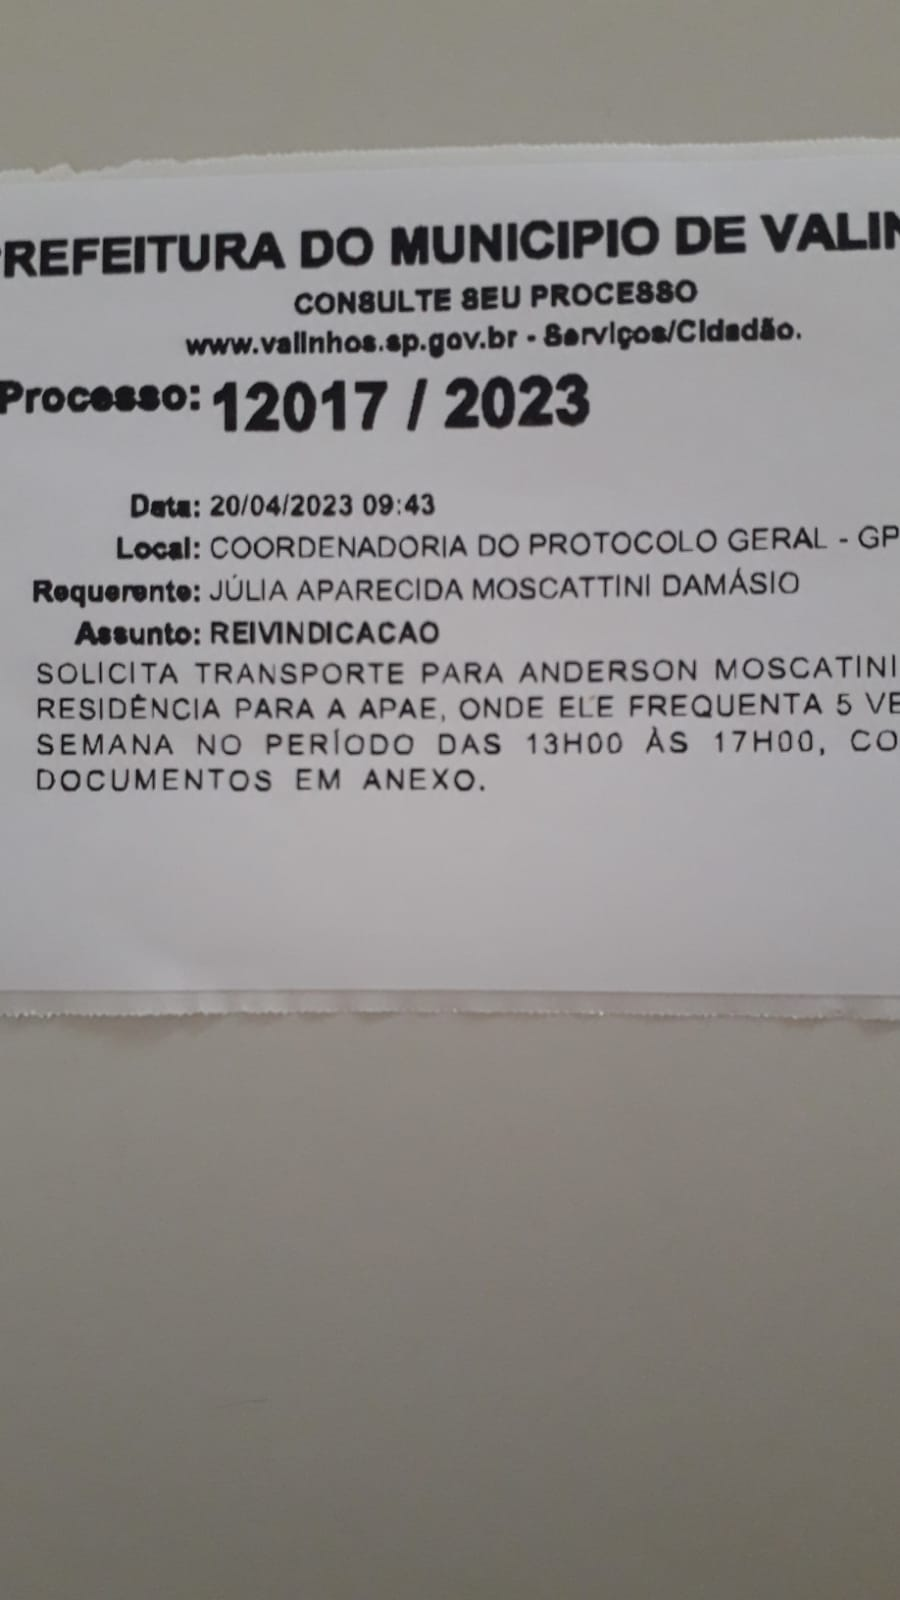 PREFEITURA DO MUNICIPIO DE VALIN
CONSULTE SEU PROCESSO
www.valinhos.sp.gov.br - Serviços/Cidadão.
Processo: 12017 / 2023
Data: 20/04/2023 09:43
Local: COORDENADORIA DO PROTOCOLO GERAL - GP
Requerente: JÚLIA APARECIDA MOSCATTINI DAMÁSIO
Assunto: REIVINDICACAO
SOLICITA TRANSPORTE PARA ANDERSON MOSCATINI
RESIDÊNCIA PARA A APAE, ONDE ELE FREQUENTA 5 VE
SEMANA NO PERÍODO DAS 13H00 ÀS 17H00, CO
DOCUMENTOS EM ANEXO.